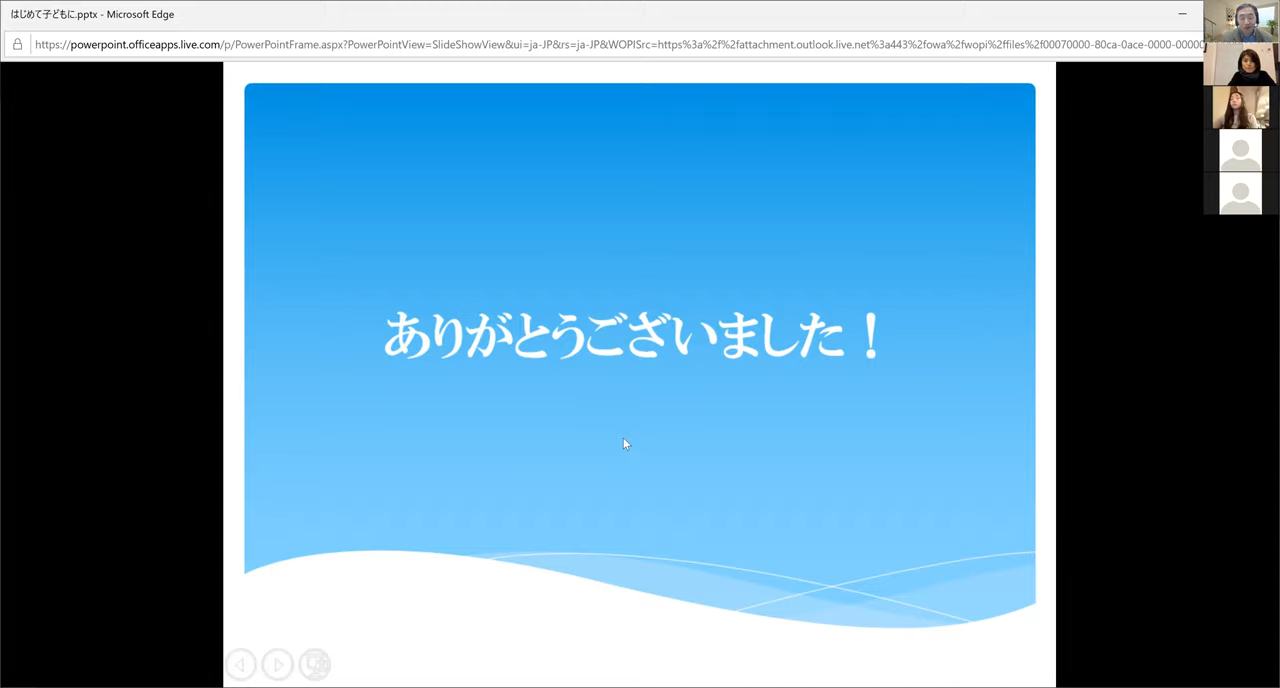 はじめて子どもに.pptx - Microsoft Edge
https://powerpoint.officeapps.live.com/p/PowerPointFrame.aspx?PowerPointView=SlideShowView&ui=ja-JP&rs=ja-JP&WOPISrc=https%3a%2f%2fattachment.outlook.live.net%3a443%2fowa%2fwopi%2ffiles%2f00070000-80ca-0ace-0000-00000
ありがとうございました！